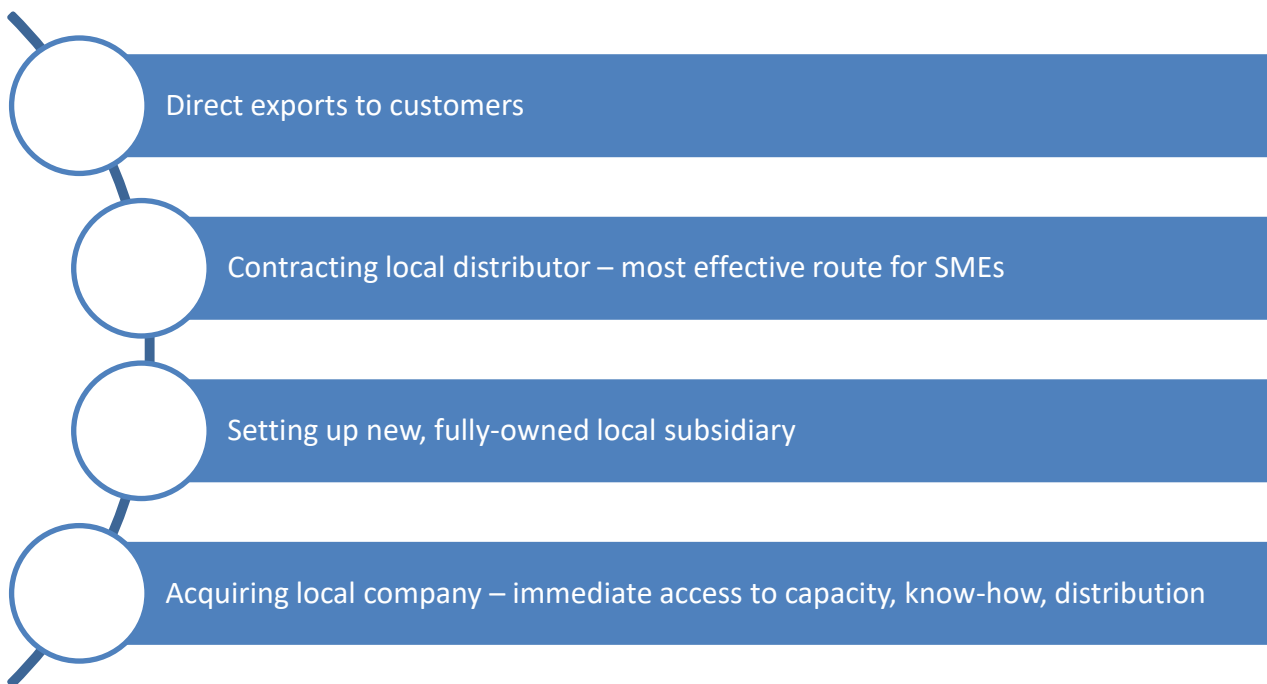 Direct exports to customers
Contracting local distributor – most effective route for SMEs
Setting up new, fully-owned local subsidiary
Acquiring local company – immediate access to capacity, know-how, distribution